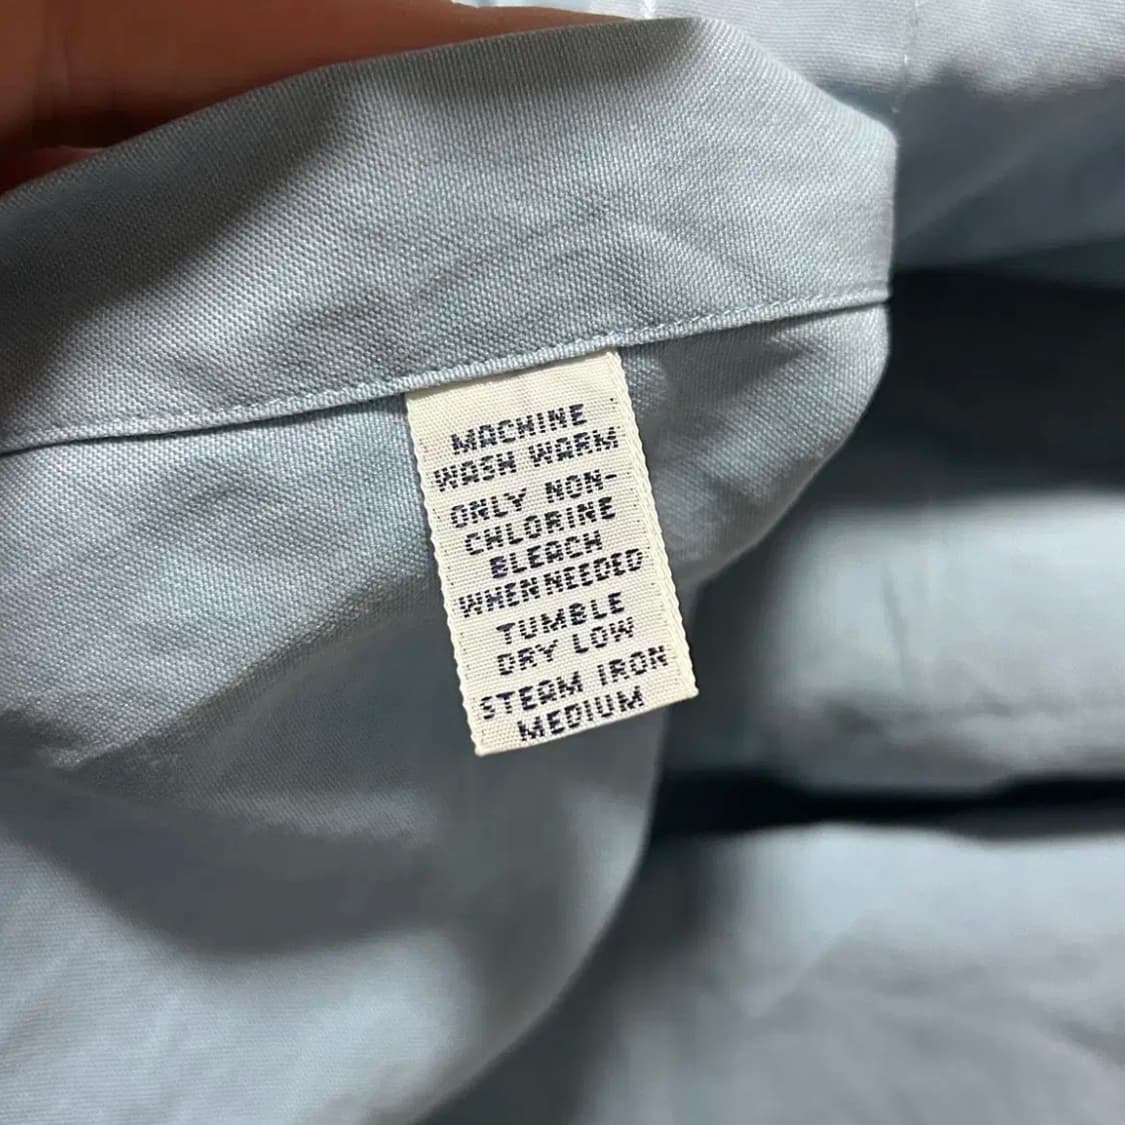 MACHINE
WASH WARM
ONLY NON-
CHLORINE
BLEACH
WHEN NEEDED
TUMBLE
DRY LOW
STEAM IRON
MEDIUM